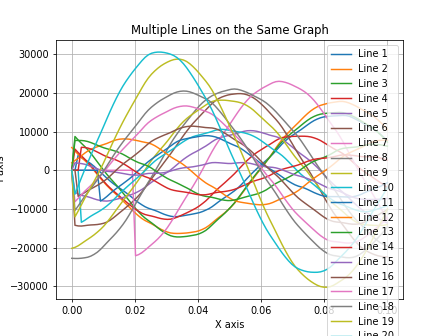 Multiple Lines on the Same Graph
30000
20000
10000
0
−10000
−20000
−30000
0.00
0.02
0.04
0.06
0.08
X axis
Line 1
Line 2
Line 3
Line 4
Line 5
Line 6
Line 7
Line 8
Line 9
Line 10
Line 11
Line 12
Line 13
Line 14
Line 15
Line 16
Line 17
Line 18
Line 19
Line 20